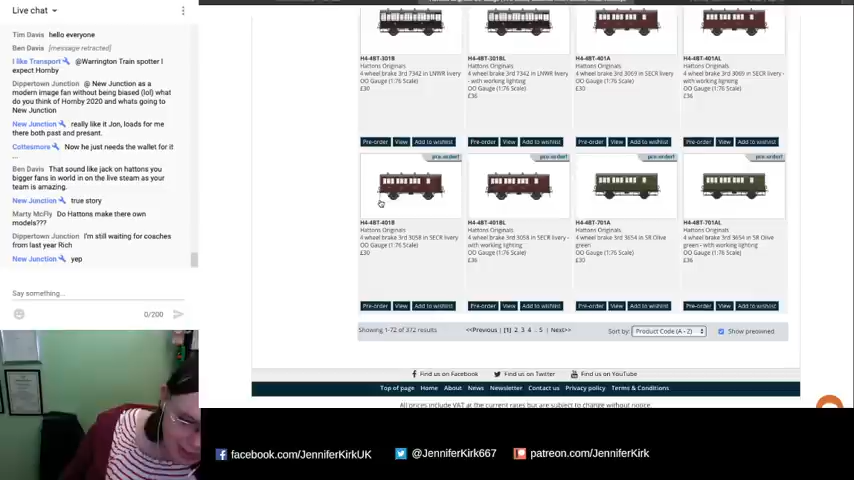 Live chat
Tim Davis hello everyone
Ben Davis [message retracted]
I like Transport @Warrington Train spotter I
expect Hornby
Dippertown Junction @ New Junction as a
modern image fan without being biased (lol) what
do you think of Hornby 2020 and whats going to
New Junction
New Junction really like it Jon, loads for me
there both past and present.
Cottesmore Now he just needs the wallet for it
...
Ben Davis That sound like jack on hattons you
bigger fans in world in on the live steam as your
team is amazing.
New Junction true story
Marty McFly Do Hattons make there own
models???
Dippertown Junction I'm still waiting for coaches
from last year Rich
New Junction yep
Say something...
0/200
H4-4BT-301B
Hattons Originals
4 wheel brake 3rd 7342 in LNWR livery
OO Gauge (1:76 Scale)
£30
H4-4BT-301BL
Hattons Originals
4 wheel brake 3rd 7342 in LNWR livery
- with working lighting
OO Gauge (1:76 Scale)
£36
H4-4BT-401A
Hattons Originals
4 wheel brake 3rd 3069 in SECR livery
OO Gauge (1:76 Scale)
£30
H4-4BT-401AL
Hattons Originals
4 wheel brake 3rd 3069 in SECR livery -
with working lighting
OO Gauge (1:76 Scale)
£36
Pre-order View Add to wishlist
Pre-order View Add to wishlist
Pre-order View Add to wishlist
Pre-order View Add to wishlist
pre-order!
pre-order!
pre-order!
pre-order!
H4-4BT-401B
Hattons Originals
4 wheel brake 3rd 3058 in SECR livery
OO Gauge (1:76 Scale)
£30
H4-4BT-401BL
Hattons Originals
4 wheel brake 3rd 3058 in SECR livery -
with working lighting
OO Gauge (1:76 Scale)
£36
H4-4BT-701A
Hattons Originals
4 wheel brake 3rd 3654 in SR Olive
green
OO Gauge (1:76 Scale)
£30
H4-4BT-701AL
Hattons Originals
4 wheel brake 3rd 3654 in SR Olive
green - with working lighting
OO Gauge (1:76 Scale)
£36
Pre-order View Add to wishlist
Pre-order View Add to wishlist
Pre-order View Add to wishlist
Pre-order View Add to wishlist
Showing 1-72 of 372 results
<<Previous | [1] 2 3 4 .. 5 | Next>>
Sort by: Product Code (A - Z)
Show preowned
Find us on Facebook Find us on Twitter Find us on YouTube
Top of page Home About News Newsletter Contact us Privacy policy Terms & Conditions
All prices include VAT at the current rates but are subject to change without notice.
facebook.com/JenniferKirkUK @JenniferKirk667 patreon.com/JenniferKirk